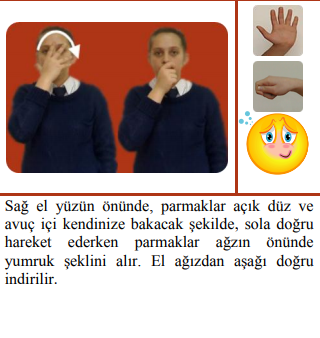 Sağ el yüzün önünde, parmaklar açık düz ve
avuç içi kendinize bakacak şekilde, sola doğru
hareket ederken parmaklar ağzın önünde
yumruk şeklini alır. El ağızdan aşağı doğru
indirilir.